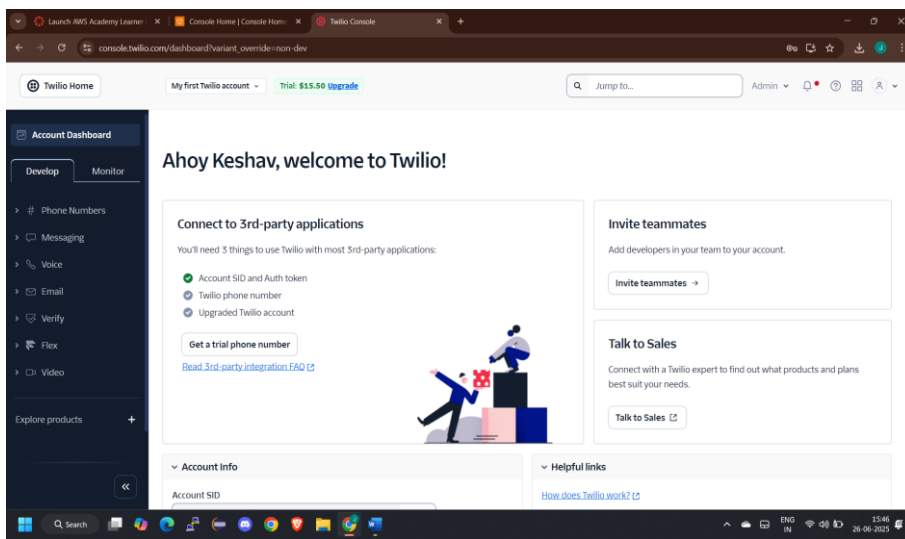 Launch AWS Academy Learner
Console Home | Console Home
Twilio Console
console.twilio.com/dashboard?variant_override=non-dev
Twilio Home
My first Twilio account
Trial: $15.50 Upgrade
Jump to...
Admin
Account Dashboard
Develop
Monitor
Phone Numbers
Messaging
Voice
Email
Verify
Flex
Video
Explore products
Ahoy Keshav, welcome to Twilio!
Connect to 3rd-party applications
You'll need 3 things to use Twilio with most 3rd-party applications:
Account SID and Auth token
Twilio phone number
Upgraded Twilio account
Get a trial phone number
Read 3rd-party integration FAQ
Invite teammates
Add developers in your team to your account.
Invite teammates →
Talk to Sales
Connect with a Twilio expert to find out what products and plans
best suit your needs.
Talk to Sales
Account Info
Account SID
Helpful links
How does Twilio work?
Search
ENG
IN
15:46
26-06-2025